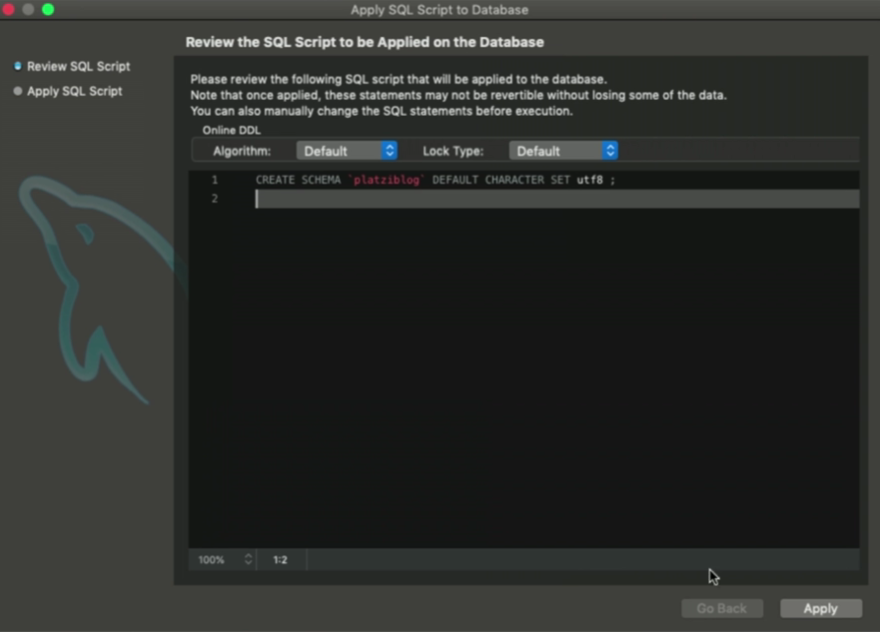 Apply SQL Script to Database
Review SQL Script
Apply SQL Script
Review the SQL Script to be Applied on the Database
Please review the following SQL script that will be applied to the database.
Note that once applied, these statements may not be revertible without losing some of the data.
You can also manually change the SQL statements before execution.
Online DDL
Algorithm: Default Lock Type: Default
1 CREATE SCHEMA `platziblog` DEFAULT CHARACTER SET utf8 ;
2
100% 1:2
Go Back Apply